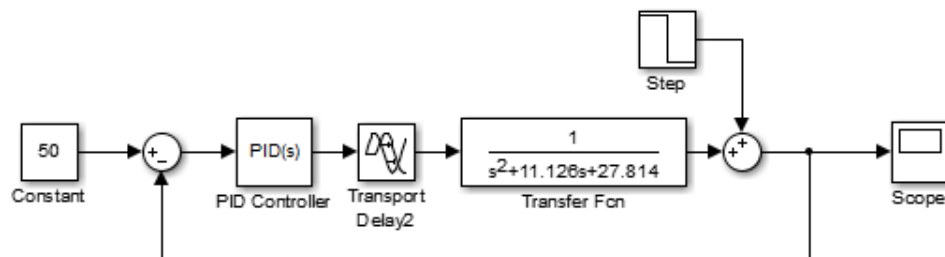 Step
50
Constant
+
−
PID(s)
PID Controller
Transport
Delay2
1
s²+11.126s+27.814
Transfer Fcn
+
+
Scope